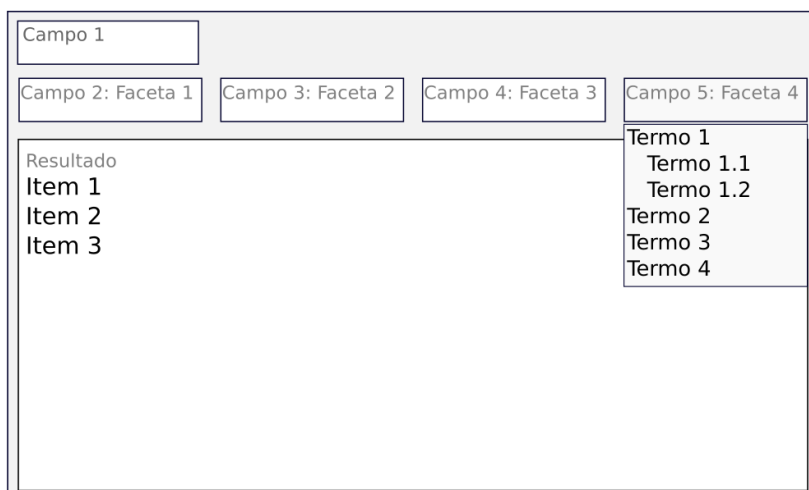 Campo 1
Campo 2: Faceta 1
Campo 3: Faceta 2
Campo 4: Faceta 3
Campo 5: Faceta 4
Termo 1
Termo 1.1
Termo 1.2
Termo 2
Termo 3
Termo 4
Resultado
Item 1
Item 2
Item 3